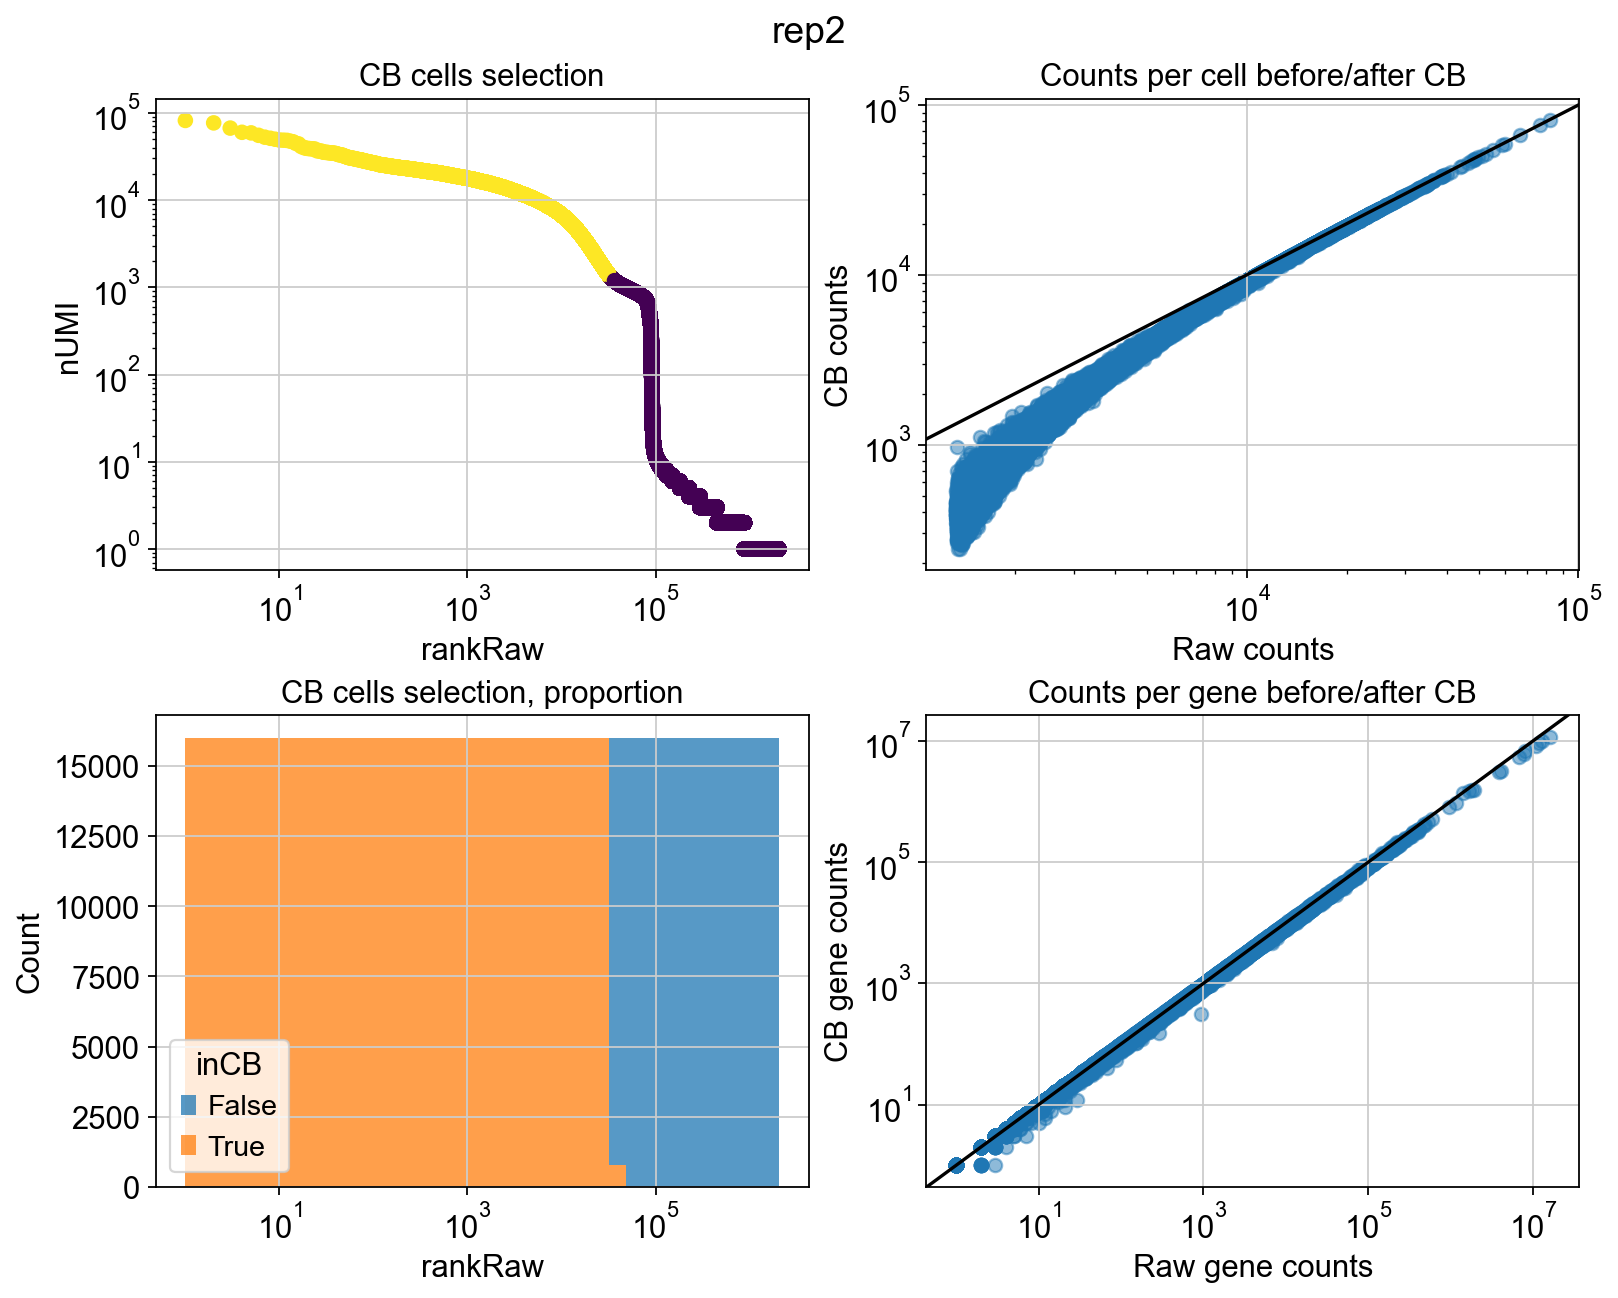 rep2
CB cells selection
nUMI
10^5
10^4
10^3
10^2
10^1
10^0
10^1 10^3 10^5
rankRaw
Counts per cell before/after CB
CB counts
10^5
10^4
10^3
10^4 10^5
Raw counts
CB cells selection, proportion
Count
15000
12500
10000
7500
5000
2500
0
inCB
False
True
10^1 10^3 10^5
rankRaw
Counts per gene before/after CB
CB gene counts
10^7
10^5
10^3
10^1
10^1 10^3 10^5 10^7
Raw gene counts